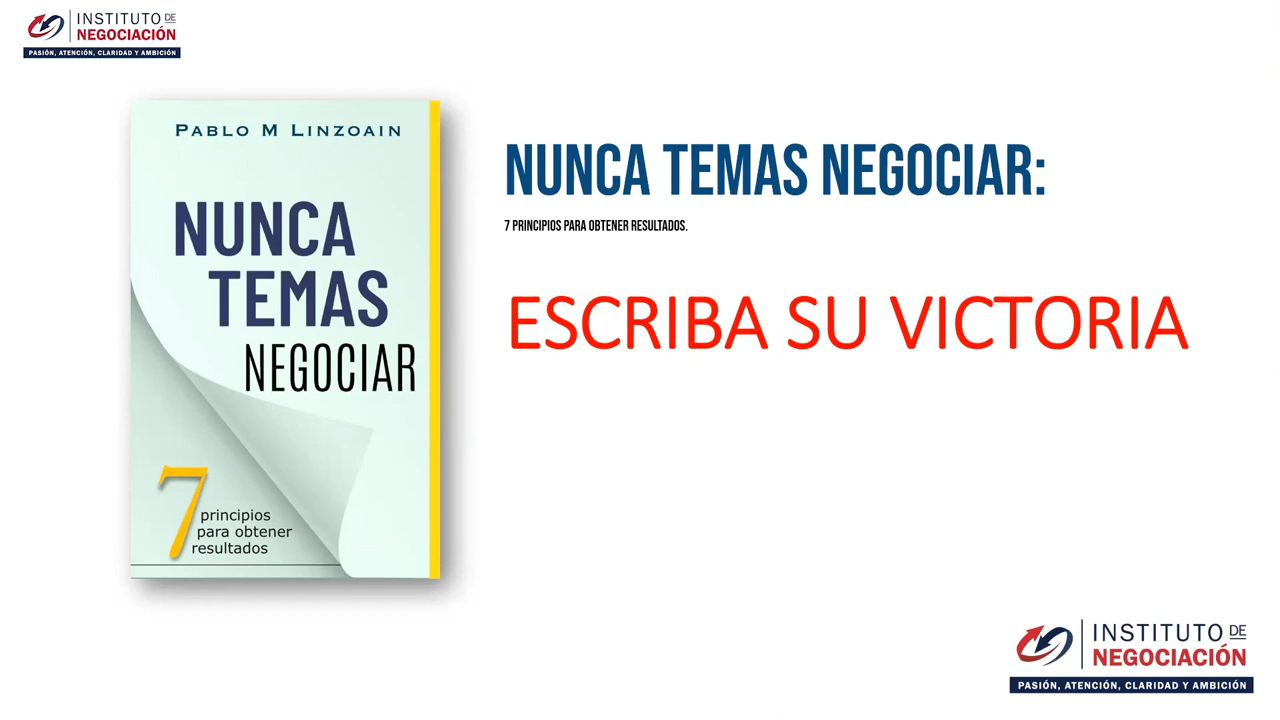 INSTITUTO DE
NEGOCIACIÓN
PASIÓN, ATENCIÓN, CLARIDAD Y AMBICIÓN
PABLO M LINZOAIN
NUNCA
TEMAS
NEGOCIAR
7
principios
para obtener
resultados
NUNCA TEMAS NEGOCIAR:
7 PRINCIPIOS PARA OBTENER RESULTADOS.
ESCRIBA SU VICTORIA
INSTITUTO DE
NEGOCIACIÓN
PASIÓN, ATENCIÓN, CLARIDAD Y AMBICIÓN